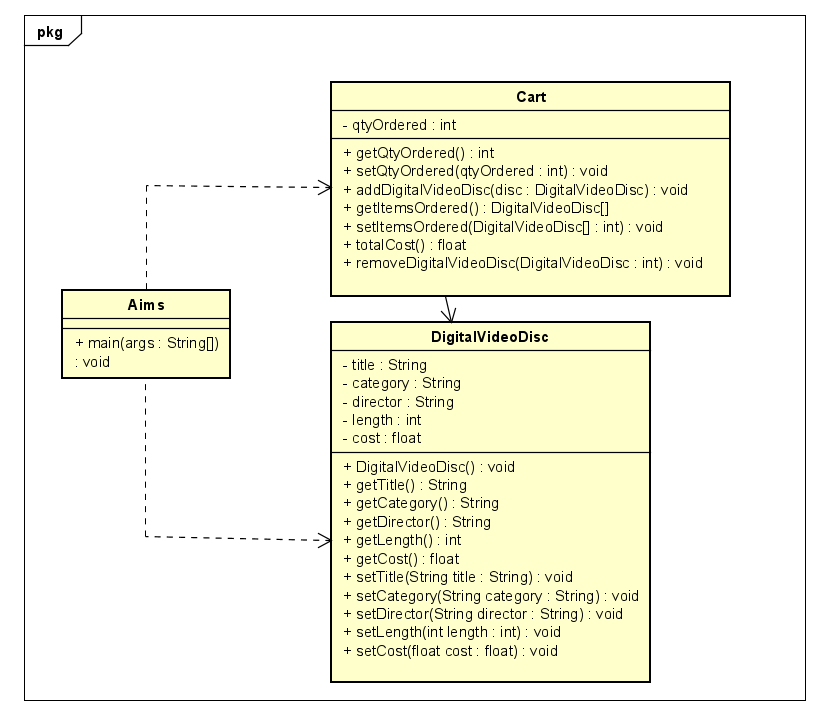 pkg
Cart
- qtyOrdered : int
+ getQtyOrdered() : int
+ setQtyOrdered(qtyOrdered : int) : void
+ addDigitalVideoDisc(disc : DigitalVideoDisc) : void
+ getItemsOrdered() : DigitalVideoDisc[]
+ setItemsOrdered(DigitalVideoDisc[] : int) : void
+ totalCost() : float
+ removeDigitalVideoDisc(DigitalVideoDisc : int) : void
Aims
+ main(args : String[])
: void
DigitalVideoDisc
- title : String
- category : String
- director : String
- length : int
- cost : float
+ DigitalVideoDisc() : void
+ getTitle() : String
+ getCategory() : String
+ getDirector() : String
+ getLength() : int
+ getCost() : float
+ setTitle(String title : String) : void
+ setCategory(String category : String) : void
+ setDirector(String director : String) : void
+ setLength(int length : int) : void
+ setCost(float cost : float) : void